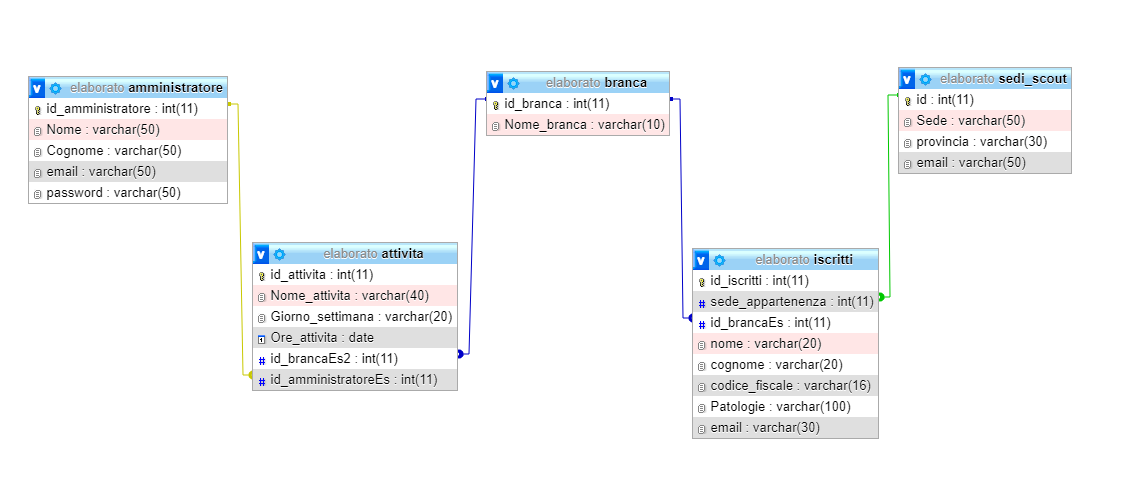 elaborato amministratore
id_amministratore : int(11)
Nome : varchar(50)
Cognome : varchar(50)
email : varchar(50)
password : varchar(50)
elaborato attivita
id_attivita : int(11)
Nome_attivita : varchar(40)
Giorno_settimana : varchar(20)
Ore_attivita : date
id_brancaEs2 : int(11)
id_amministratoreEs : int(11)
elaborato branca
id_branca : int(11)
Nome_branca : varchar(10)
elaborato iscritti
id_iscritti : int(11)
sede_appartenenza : int(11)
id_brancaEs : int(11)
nome : varchar(20)
cognome : varchar(20)
codice_fiscale : varchar(16)
Patologie : varchar(100)
email : varchar(30)
elaborato sedi_scout
id : int(11)
Sede : varchar(50)
provincia : varchar(30)
email : varchar(50)